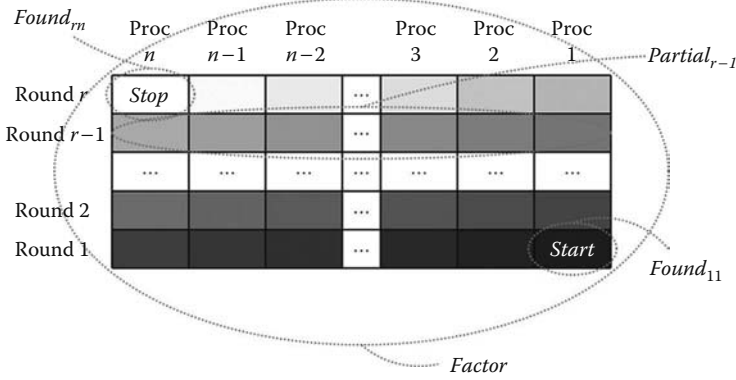 Found_rn
Proc n Proc n−1 Proc n−2 Proc 3 Proc 2 Proc 1
Partial_r−1
Round r Stop ...
Round r−1 ...
... ... ... ... ... ... ...
Round 2 ...
Round 1 ... Start
Found_11
Factor